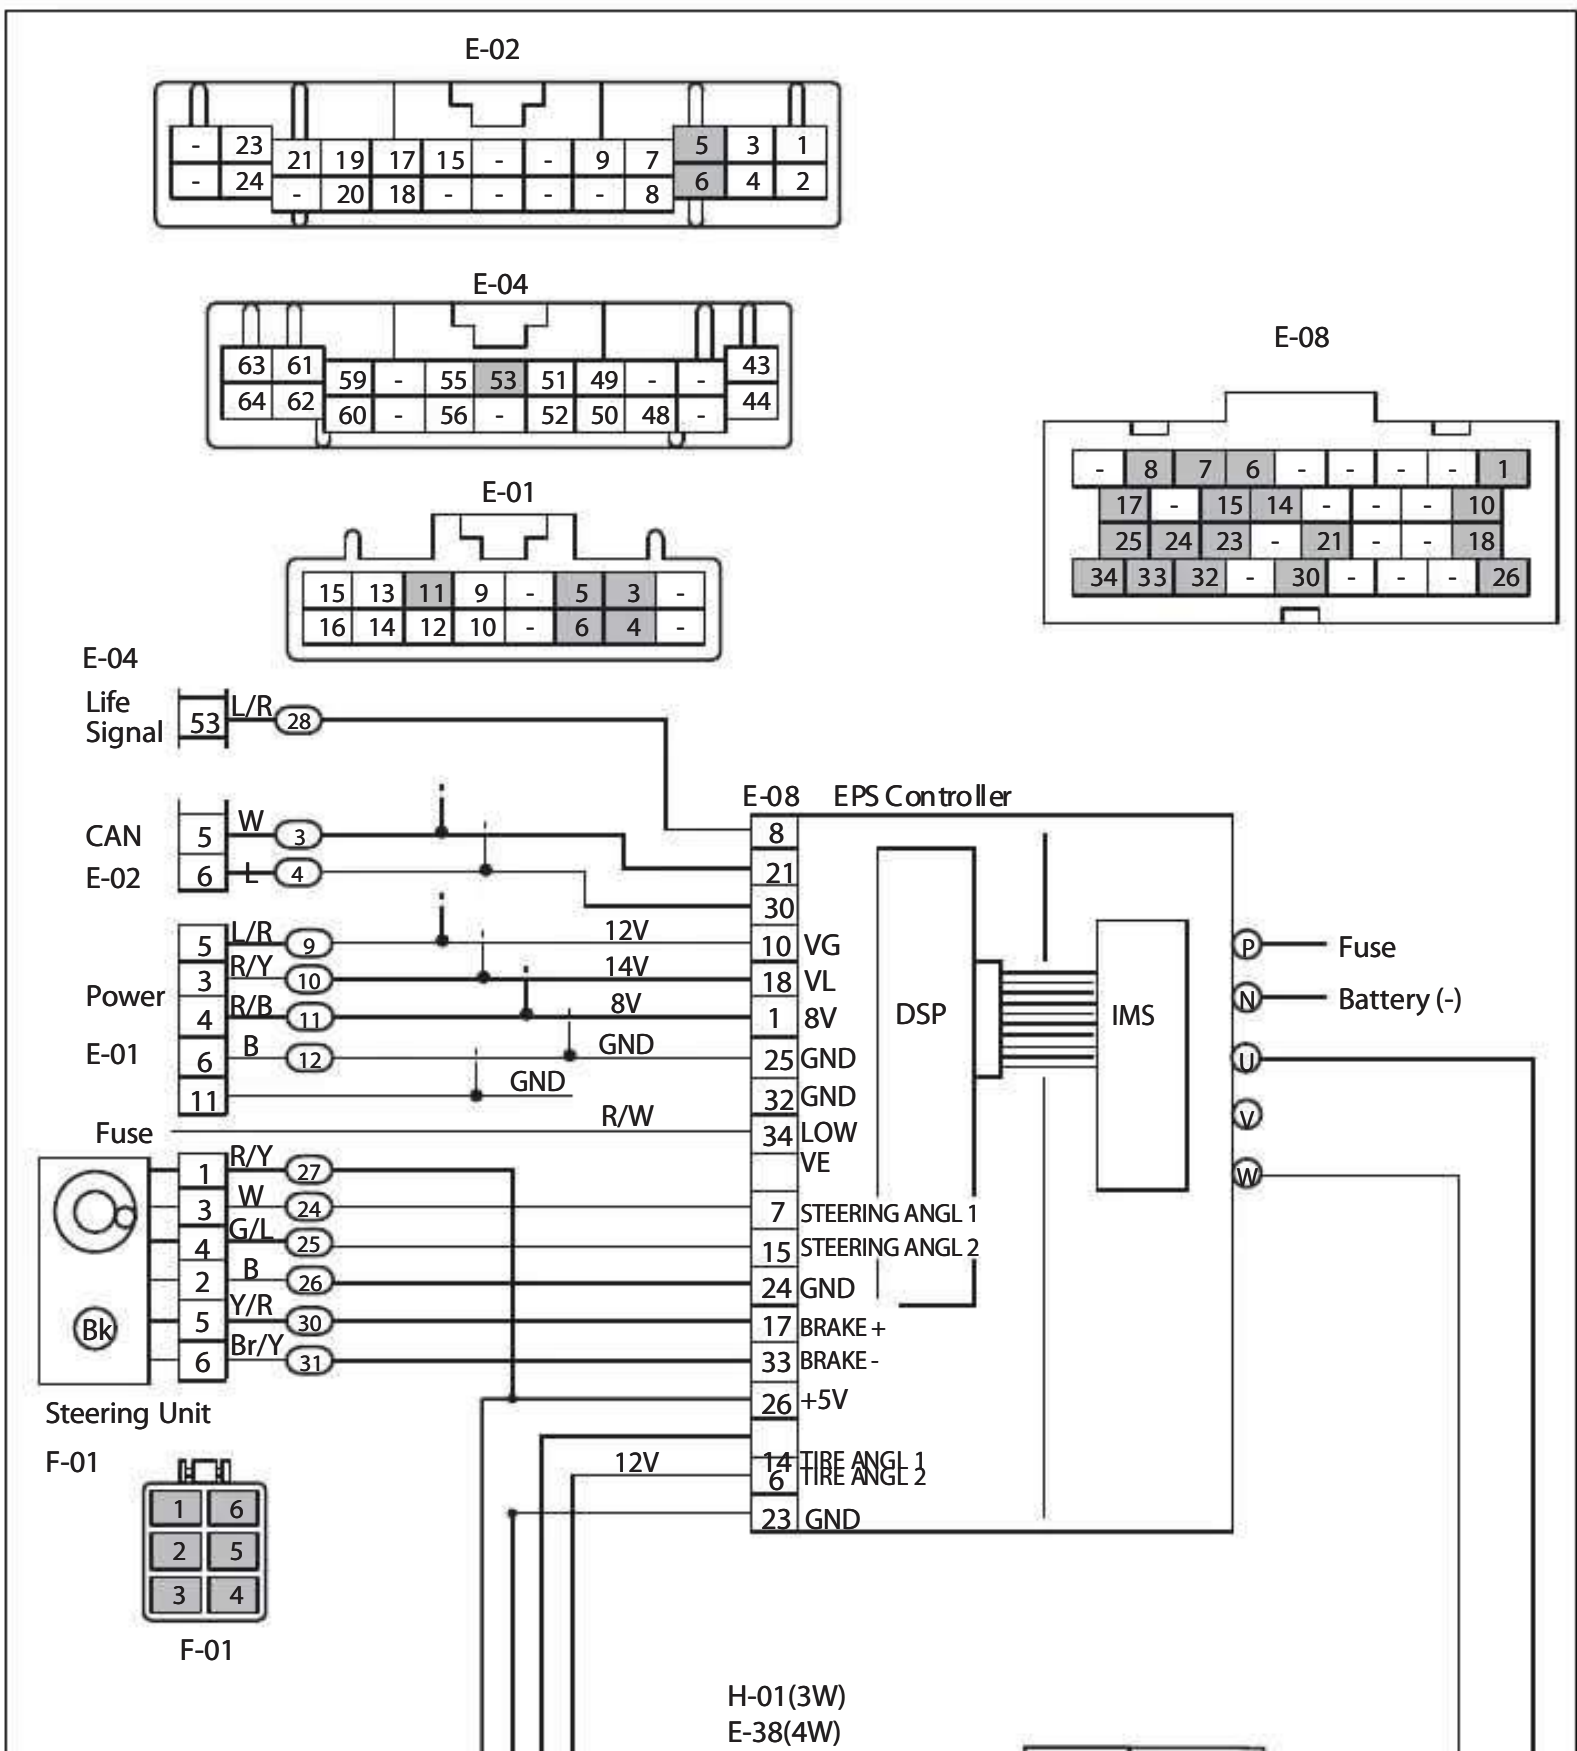 E-02
- 23 21 19 17 15 - - 9 7 5 3 1
- 24 - 20 18 - - - - 8 6 4 2
E-04
63 61 59 - 55 53 51 49 - - 43
64 62 60 - 56 - 52 50 48 - 44
E-08
- 8 7 6 - - - - 1
17 - 15 14 - - - 10
25 24 23 - 21 - - 18
34 33 32 - 30 - - - 26
E-01
15 13 11 9 - 5 3 -
16 14 12 10 - 6 4 -
E-04
Life
Signal
53 L/R 28
E-08 EPS Controller
8
CAN 5 W 3
21
E-02 6 L 4
30
5 L/R 9 12V 10 VG
3 R/Y 10 14V 18 VL
Power
4 R/B 11 8V 1 8V
E-01 6 B 12 GND 25 GND
11 GND 32 GND
Fuse R/W 34 LOW
VE
DSP
IMS
P Fuse
N Battery (-)
U
V
W
1 R/Y 27
3 W 24 7 STEERING ANGL 1
4 G/L 25 15 STEERING ANGL 2
2 B 26 24 GND
5 Y/R 30 17 BRAKE +
Bk
6 Br/Y 31 33 BRAKE -
26 +5V
Steering Unit
F-01
12V 14 TIRE ANGL 1
6 TIRE ANGL 2
23 GND
1 6
2 5
3 4
F-01
H-01(3W)
E-38(4W)